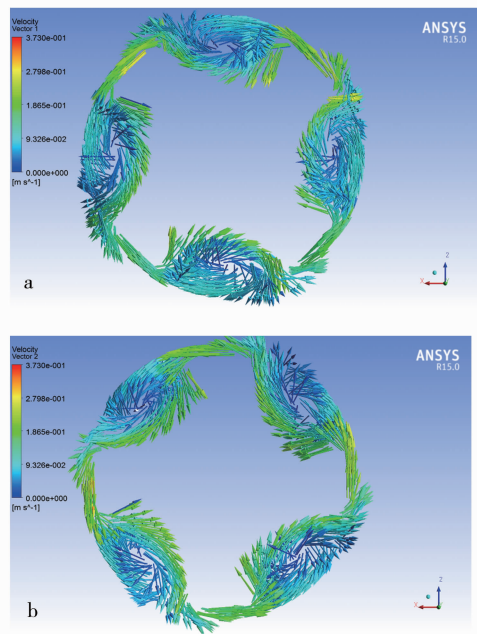 Velocity
Vector 1
3.730e-001
2.798e-001
1.865e-001
9.326e-002
0.000e+000
[m s^-1]
ANSYS
R15.0
Z
X
Y
a
Velocity
Vector 2
3.730e-001
2.798e-001
1.865e-001
9.326e-002
0.000e+000
[m s^-1]
ANSYS
R15.0
Z
X
Y
b